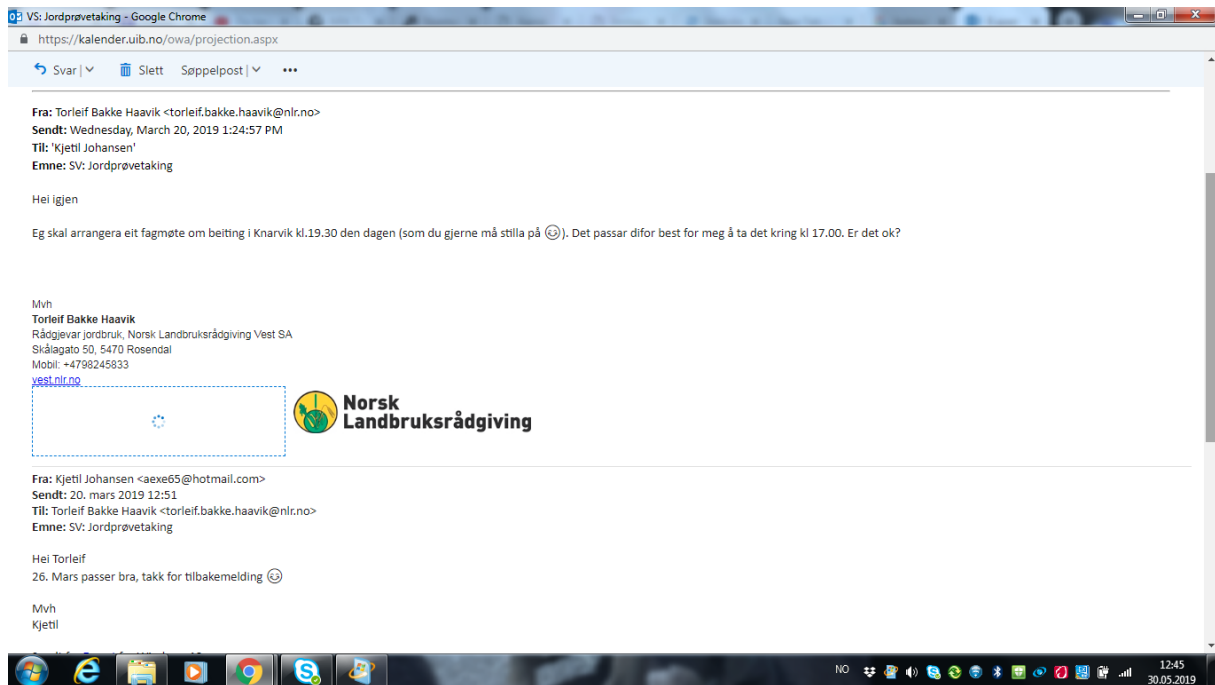 VS: Jordprøvetaking - Google Chrome
https://kalender.uib.no/owa/projection.aspx
Svar | Slett Søppelpost | •••
Fra: Torleif Bakke Haavik <torleif.bakke.haavik@nlr.no>
Sendt: Wednesday, March 20, 2019 1:24:57 PM
Til: 'Kjetil Johansen'
Emne: SV: Jordprøvetaking
Hei igjen
Eg skal arrangera eit fagmøte om beiting i Knarvik kl.19.30 den dagen (som du gjerne må stilla på 😊). Det passar difor best for meg å ta det kring kl 17.00. Er det ok?
Mvh
Torleif Bakke Haavik
Rådgjevar jordbruk, Norsk Landbruksrådgiving Vest SA
Skålagato 50, 5470 Rosendal
Mobil: +4798245833
vest.nlr.no
Norsk
Landbruksrådgiving
Fra: Kjetil Johansen <aexe65@hotmail.com>
Sendt: 20. mars 2019 12:51
Til: Torleif Bakke Haavik <torleif.bakke.haavik@nlr.no>
Emne: SV: Jordprøvetaking
Hei Torleif
26. Mars passer bra, takk for tilbakemelding 😊
Mvh
Kjetil
NO
12:45
30.05.2019